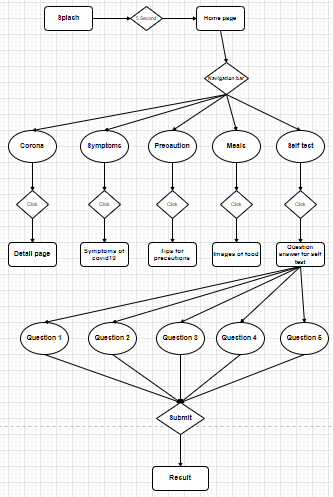 Splash
5 Second
Home page
Navigation bar
Corona
Symptoms
Precaution
Meals
Self test
Click
Click
Click
Click
Click
Detail page
Symptoms of
covid19
Tips for
precautions
Images of food
Question
answer for self
test
Question 1
Question 2
Question 3
Question 4
Question 5
Submit
Result